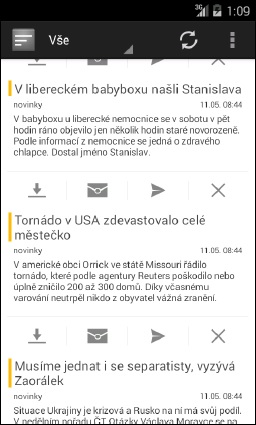 3G 1:09
Vše
V libereckém babyboxu našli Stanislava
novinky 11.05. 08:44
V babyboxu u liberecké nemocnice se v sobotu v pět
hodin ráno objevilo jen několik hodin staré novorozeně.
Podle informací z nemocnice se jedná o zdravého
chlapce. Dostal jméno Stanislav.
Tornádo v USA zdevastovalo celé
městečko
novinky 11.05. 08:44
V americké obci Orrick ve státě Missouri řádilo
tornádo, které podle agentury Reuters poškodilo nebo
úplně zničilo 200 až 300 domů. Díky včasnému
varování neutrpěl nikdo z obyvatel vážná zranění.
Musíme jednat i se separatisty, vyzývá
Zaorálek
novinky 11.05. 08:44
Situace Ukrajiny je krizová a Rusko na ní má svůj podíl.
V nedělním pořadu ČT Otázky Václava Moravce se na